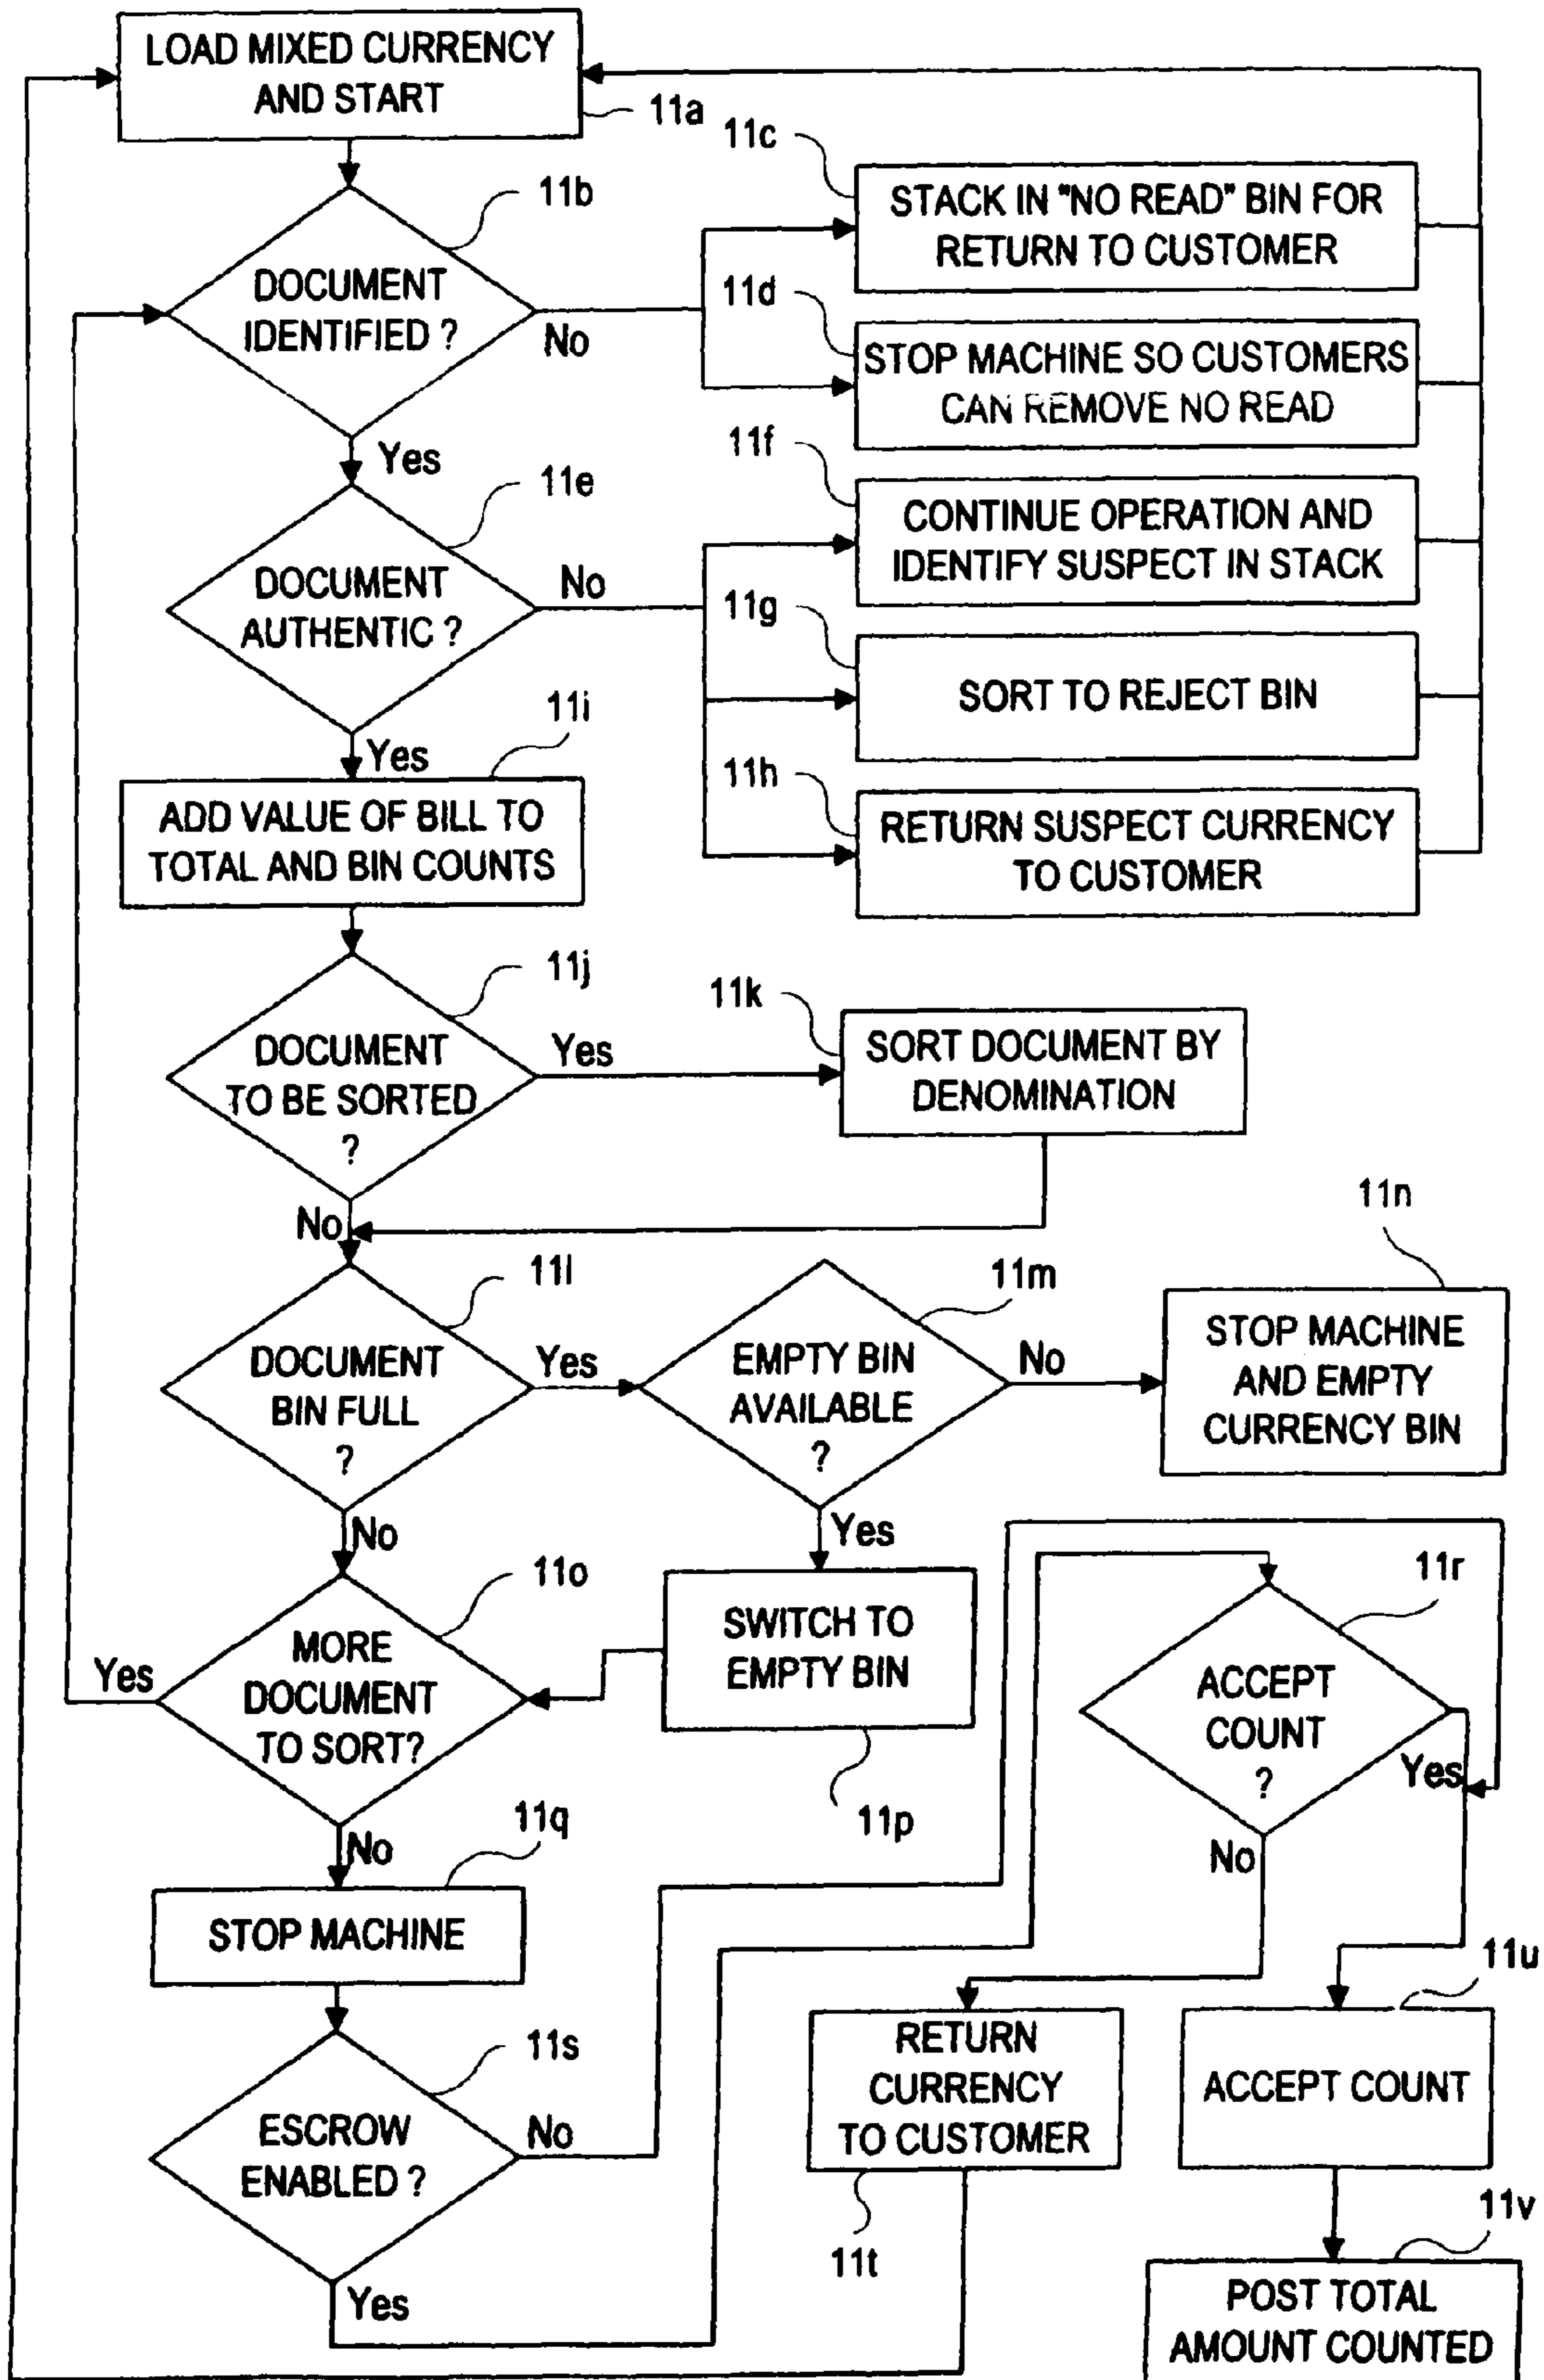 LOAD MIXED CURRENCY
AND START
11a
11b
DOCUMENT
IDENTIFIED ?
No
Yes
11c
STACK IN "NO READ" BIN FOR
RETURN TO CUSTOMER
11d
STOP MACHINE SO CUSTOMERS
CAN REMOVE NO READ
11e
DOCUMENT
AUTHENTIC ?
No
Yes
11f
CONTINUE OPERATION AND
IDENTIFY SUSPECT IN STACK
11g
SORT TO REJECT BIN
11h
RETURN SUSPECT CURRENCY
TO CUSTOMER
11i
ADD VALUE OF BILL TO
TOTAL AND BIN COUNTS
11j
DOCUMENT
TO BE SORTED
?
Yes
No
11k
SORT DOCUMENT BY
DENOMINATION
11l
DOCUMENT
BIN FULL
?
Yes
No
11m
EMPTY BIN
AVAILABLE
?
No
Yes
11n
STOP MACHINE
AND EMPTY
CURRENCY BIN
11o
MORE
DOCUMENT
TO SORT?
Yes
No
SWITCH TO
EMPTY BIN
11p
11r
ACCEPT
COUNT
?
Yes
No
11q
STOP MACHINE
11s
ESCROW
ENABLED ?
No
Yes
RETURN
CURRENCY
TO CUSTOMER
11t
11u
ACCEPT COUNT
11v
POST TOTAL
AMOUNT COUNTED